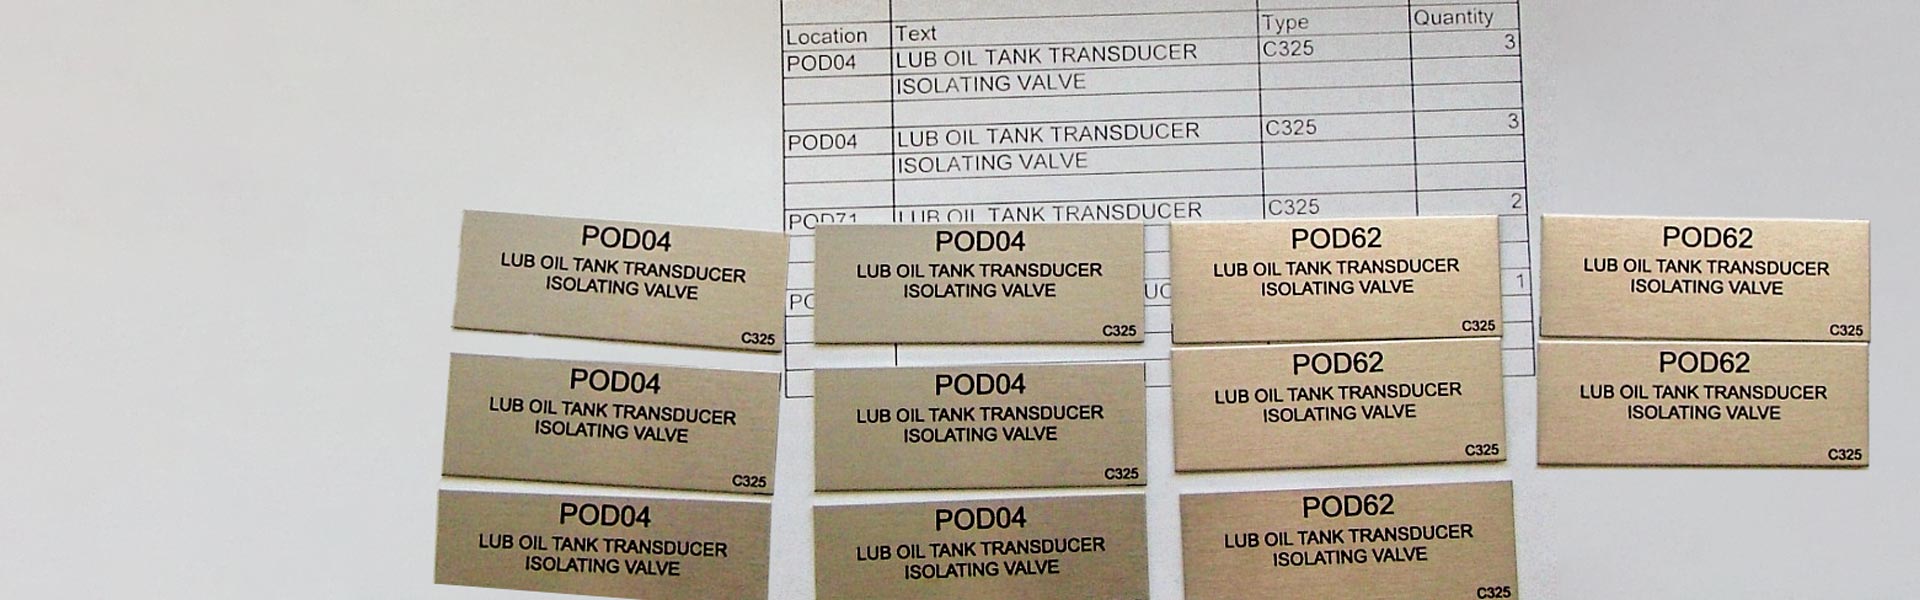 Location Text Type Quantity
POD04 LUB OIL TANK TRANSDUCER C325 3
ISOLATING VALVE
POD04 LUB OIL TANK TRANSDUCER C325 3
ISOLATING VALVE
POD71 LUB OIL TANK TRANSDUCER C325 2
1
POD04
LUB OIL TANK TRANSDUCER
ISOLATING VALVE
C325
POD04
LUB OIL TANK TRANSDUCER
ISOLATING VALVE
C325
POD62
LUB OIL TANK TRANSDUCER
ISOLATING VALVE
C325
POD62
LUB OIL TANK TRANSDUCER
ISOLATING VALVE
C325
POD04
LUB OIL TANK TRANSDUCER
ISOLATING VALVE
C325
POD04
LUB OIL TANK TRANSDUCER
ISOLATING VALVE
C325
POD62
LUB OIL TANK TRANSDUCER
ISOLATING VALVE
C325
POD62
LUB OIL TANK TRANSDUCER
ISOLATING VALVE
C325
POD04
LUB OIL TANK TRANSDUCER
ISOLATING VALVE
POD04
LUB OIL TANK TRANSDUCER
ISOLATING VALVE
POD62
LUB OIL TANK TRANSDUCER
ISOLATING VALVE
C325